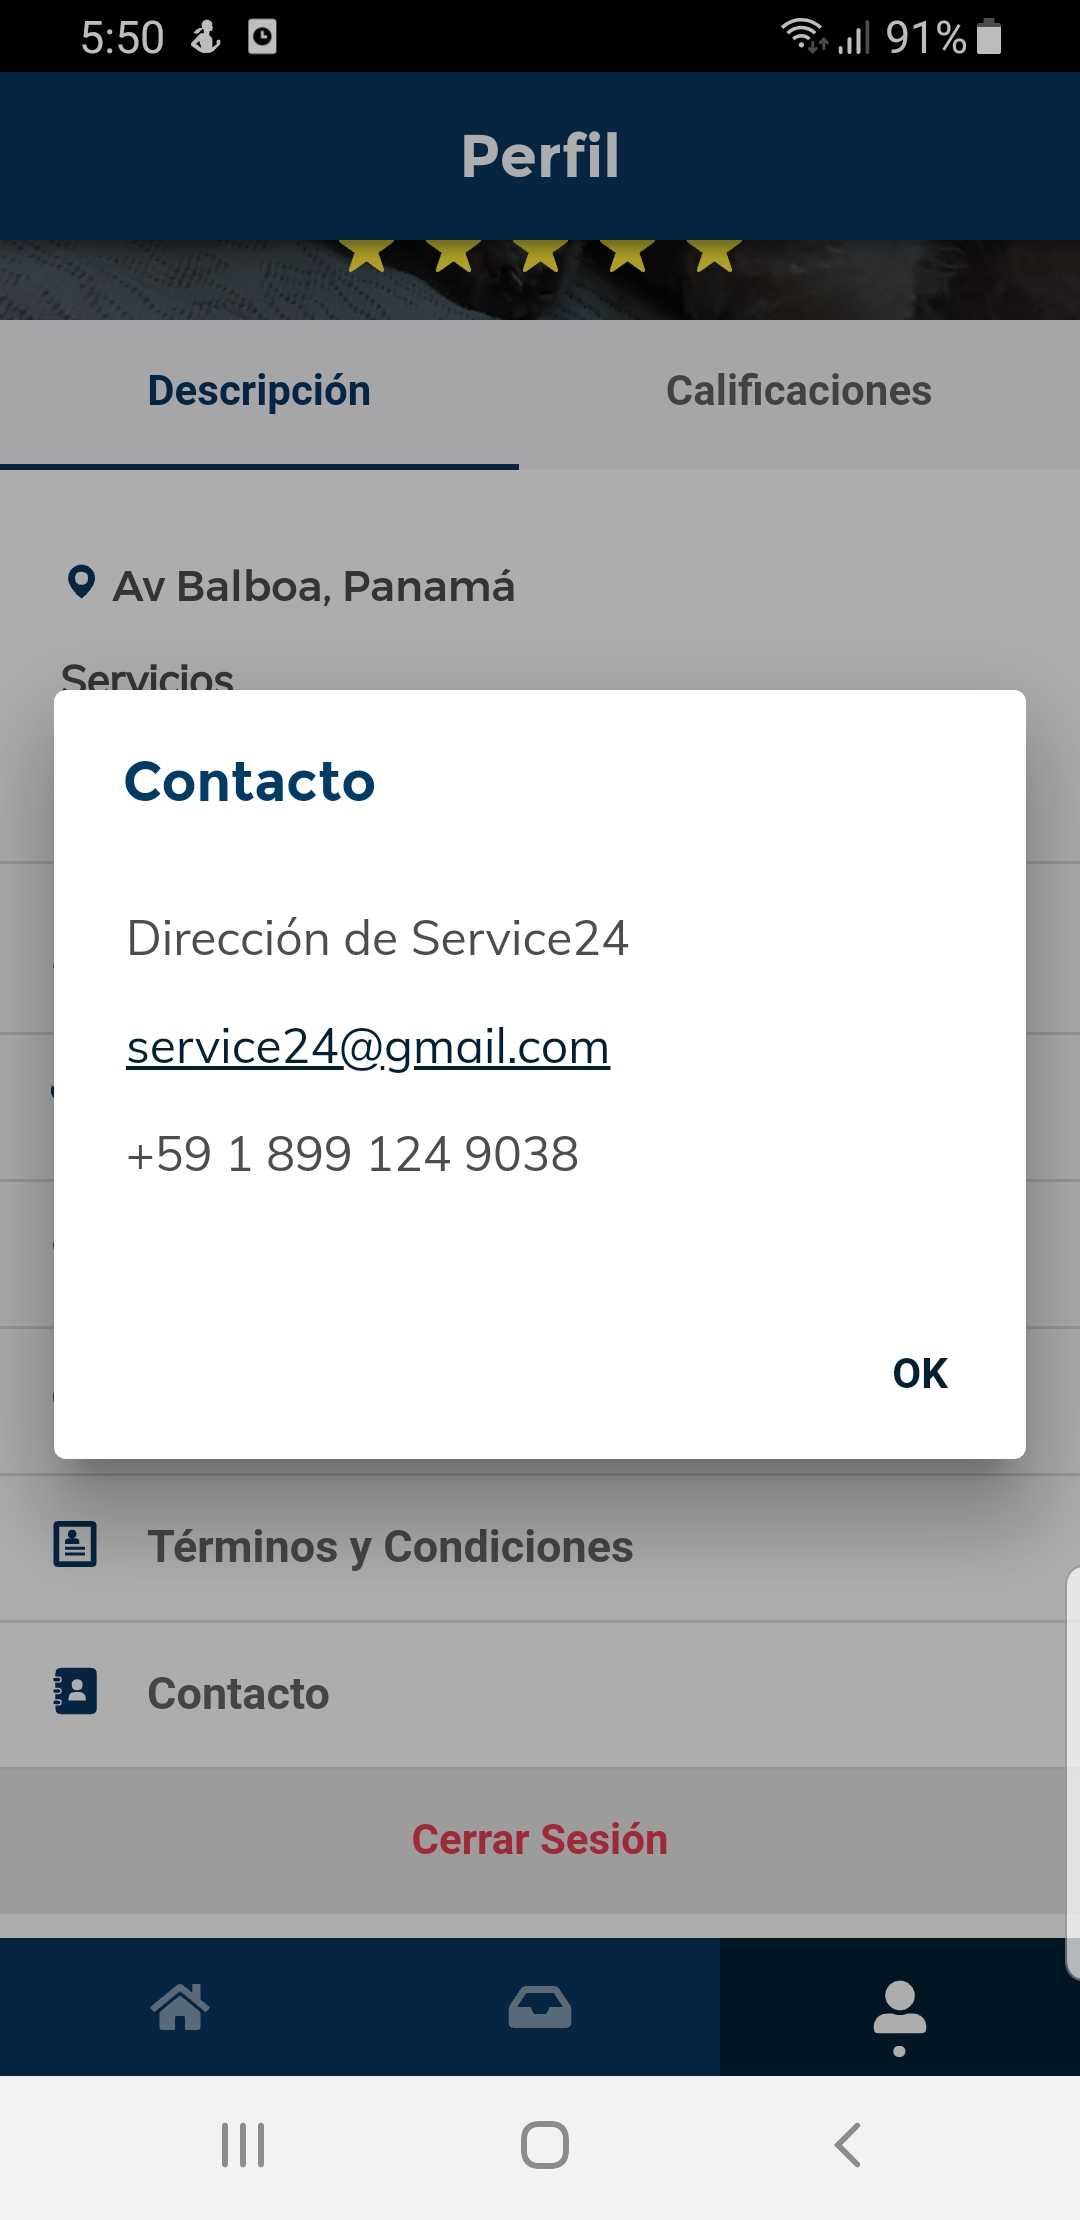 5:50
91%
Perfil
Descripción
Calificaciones
Av Balboa, Panamá
Servicios
Contacto
Dirección de Service24
service24@gmail.com
+59 1 899 124 9038
OK
Términos y Condiciones
Contacto
Cerrar Sesión